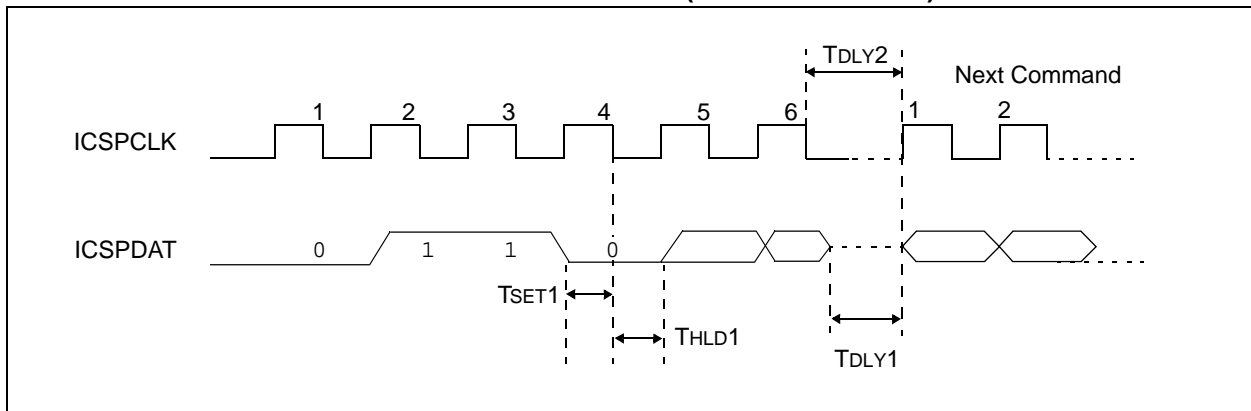 TDLY2
Next Command
1 2 3 4 5 6 1 2
ICSPCLK
ICSPDAT
0 1 1 0
TSET1
THLD1
TDLY1